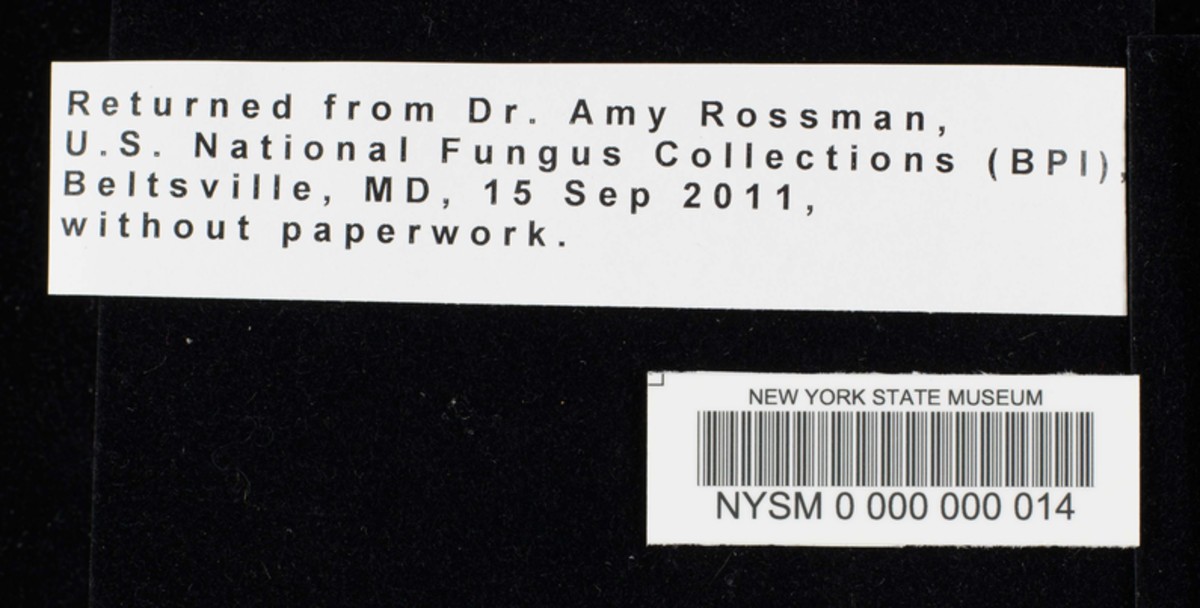 Returned from Dr. Amy Rossman,
U.S. National Fungus Collections (BPI),
Beltsville, MD, 15 Sep 2011,
without paperwork.
NEW YORK STATE MUSEUM
NYSM 0 000 000 014